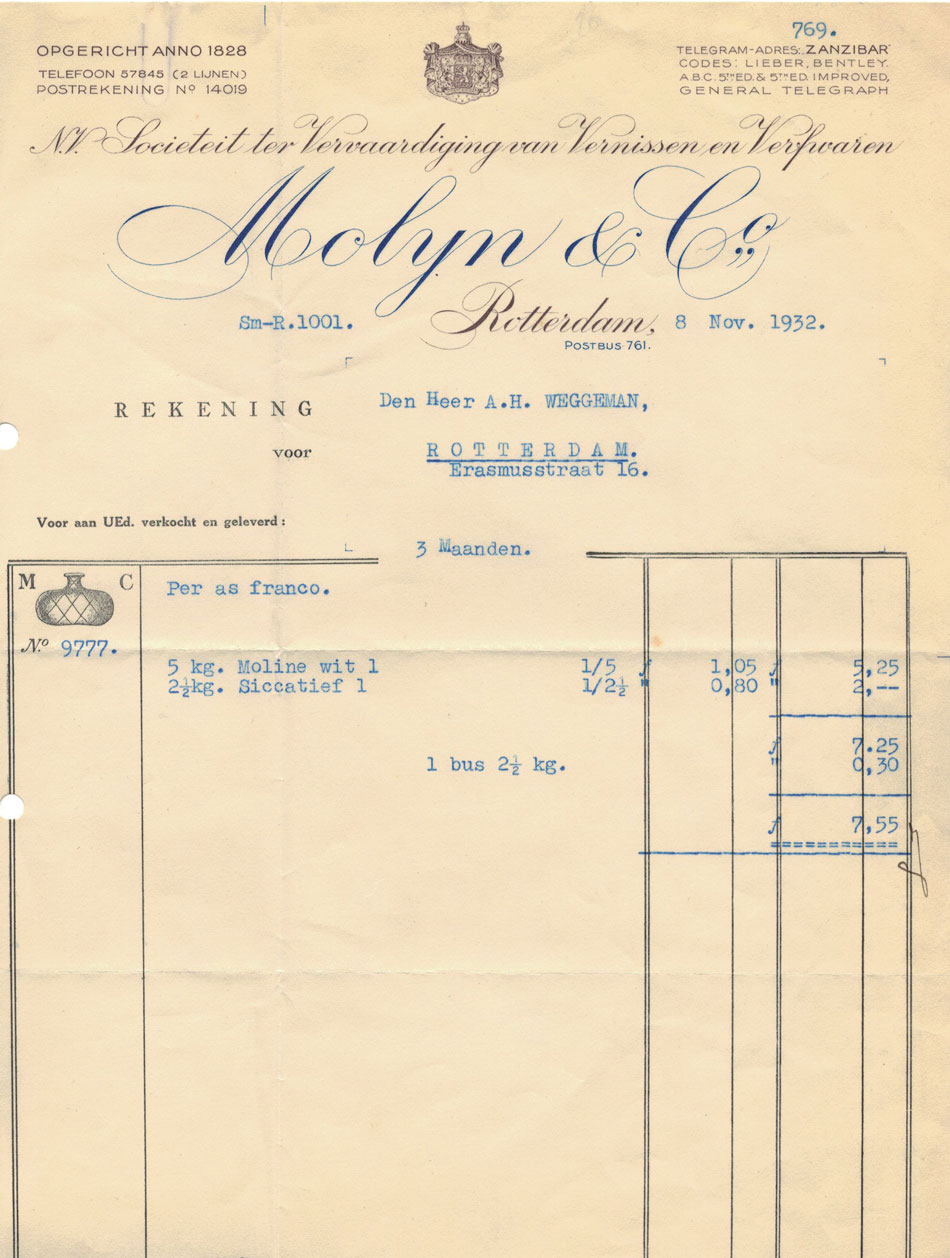 769.
OPGERICHT ANNO 1828
TELEFOON 57845 (2 LIJNEN)
POSTREKENING Nº 14019
TELEGRAM-ADRES: „ZANZIBAR”
CODES: LIEBER, BENTLEY.
A.B.C. 5TH ED. & 5TH ED. IMPROVED,
GENERAL TELEGRAPH
N.V. Societeit ter Vervaardiging van Vernissen en Verfwaren
Molyn & Co.
Sm-R.1001.
Rotterdam, 8 Nov. 1932.
POSTBUS 761.
REKENING
Den Heer A.H. WEGGEMAN,
voor
ROTTERDAM.
Erasmusstraat 16.
Voor aan UEd. verkocht en geleverd:
3 Maanden.
M C
Per as franco.
N.º 9777.
5 kg. Moline wit 1 1/5 ƒ 1,05 ƒ 5,25
2½kg. Siccatief 1 1/2½ " 0,80 " 2,--
ƒ 7.25
1 bus 2½ kg. " 0,30
ƒ 7,55
===========